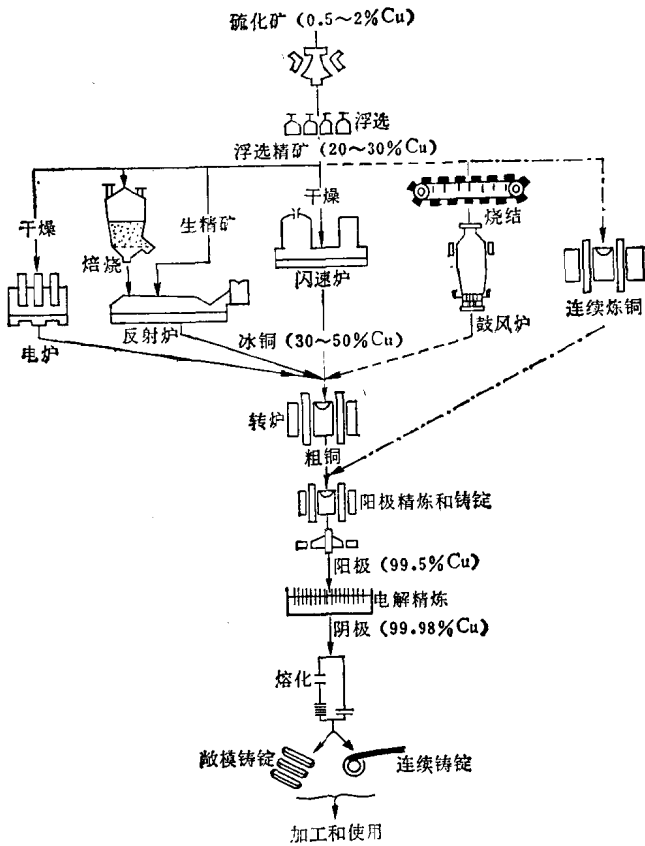 硫化矿 (0.5～2%Cu)
浮选
浮选精矿 (20～30%Cu)
干燥
焙烧
生精矿
干燥
烧结
电炉
反射炉
闪速炉
鼓风炉
连续炼铜
冰铜 (30～50%Cu)
转炉
粗铜
阳极精炼和铸锭
阳极 (99.5%Cu)
电解精炼
阴极 (99.98%Cu)
熔化
敞模铸锭
连续铸锭
加工和使用